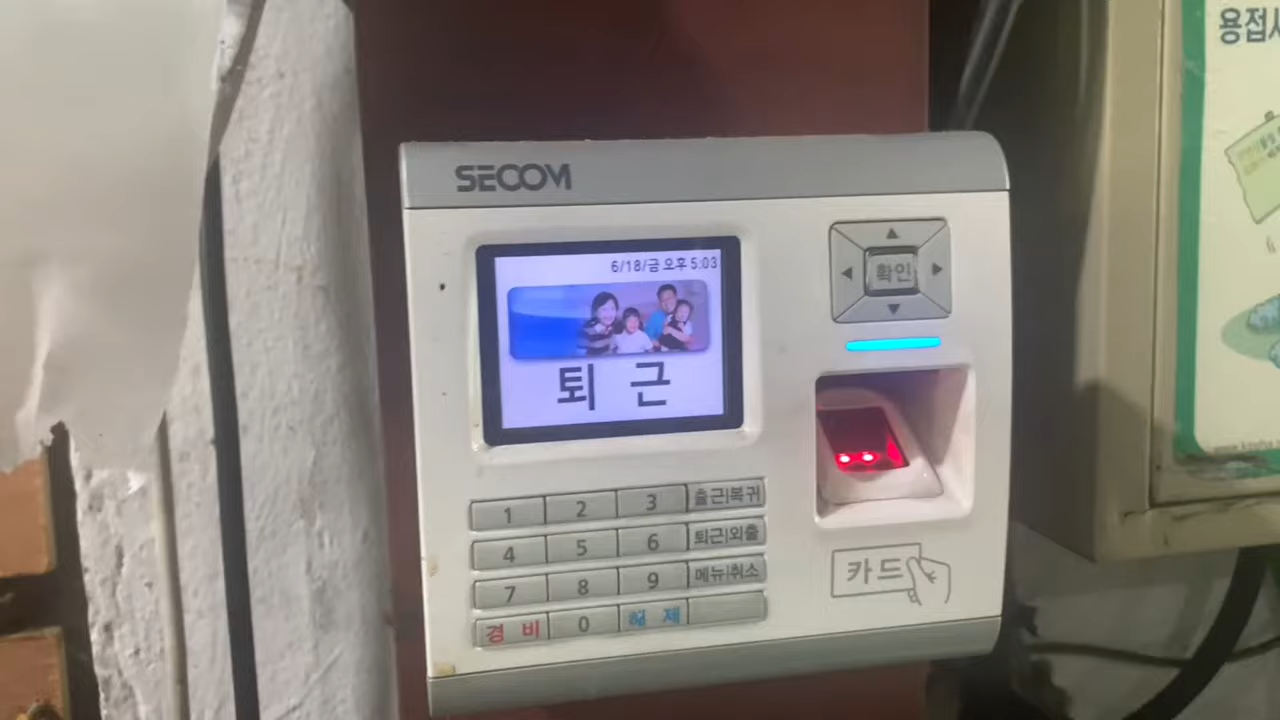 용접
SECOM
6/18/금 오후 5:03
퇴 근
확인
1 2 3 출근|복귀
4 5 6 퇴근|외출
7 8 9 메뉴|취소
경 비 0 해 제
카드